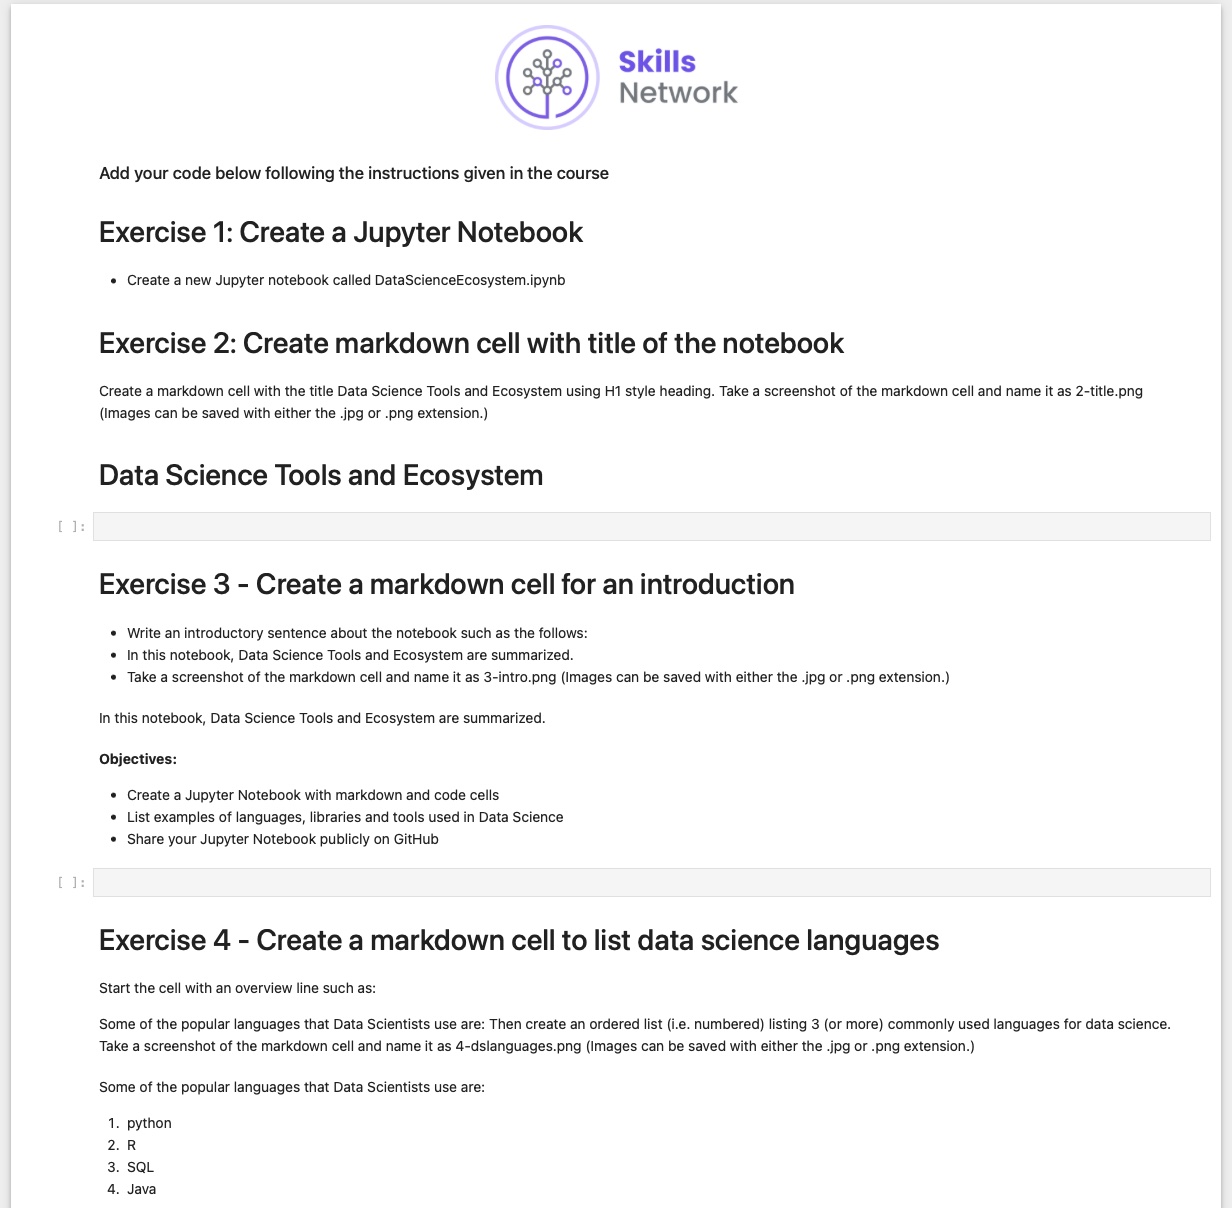 Skills
Network
Add your code below following the instructions given in the course
Exercise 1: Create a Jupyter Notebook
• Create a new Jupyter notebook called DataScienceEcosystem.ipynb
Exercise 2: Create markdown cell with title of the notebook
Create a markdown cell with the title Data Science Tools and Ecosystem using H1 style heading. Take a screenshot of the markdown cell and name it as 2-title.png
(Images can be saved with either the .jpg or .png extension.)
Data Science Tools and Ecosystem
[ ]:
Exercise 3 - Create a markdown cell for an introduction
• Write an introductory sentence about the notebook such as the follows:
• In this notebook, Data Science Tools and Ecosystem are summarized.
• Take a screenshot of the markdown cell and name it as 3-intro.png (Images can be saved with either the .jpg or .png extension.)
In this notebook, Data Science Tools and Ecosystem are summarized.
Objectives:
• Create a Jupyter Notebook with markdown and code cells
• List examples of languages, libraries and tools used in Data Science
• Share your Jupyter Notebook publicly on GitHub
[ ]:
Exercise 4 - Create a markdown cell to list data science languages
Start the cell with an overview line such as:
Some of the popular languages that Data Scientists use are: Then create an ordered list (i.e. numbered) listing 3 (or more) commonly used languages for data science.
Take a screenshot of the markdown cell and name it as 4-dslanguages.png (Images can be saved with either the .jpg or .png extension.)
Some of the popular languages that Data Scientists use are:
1. python
2. R
3. SQL
4. Java